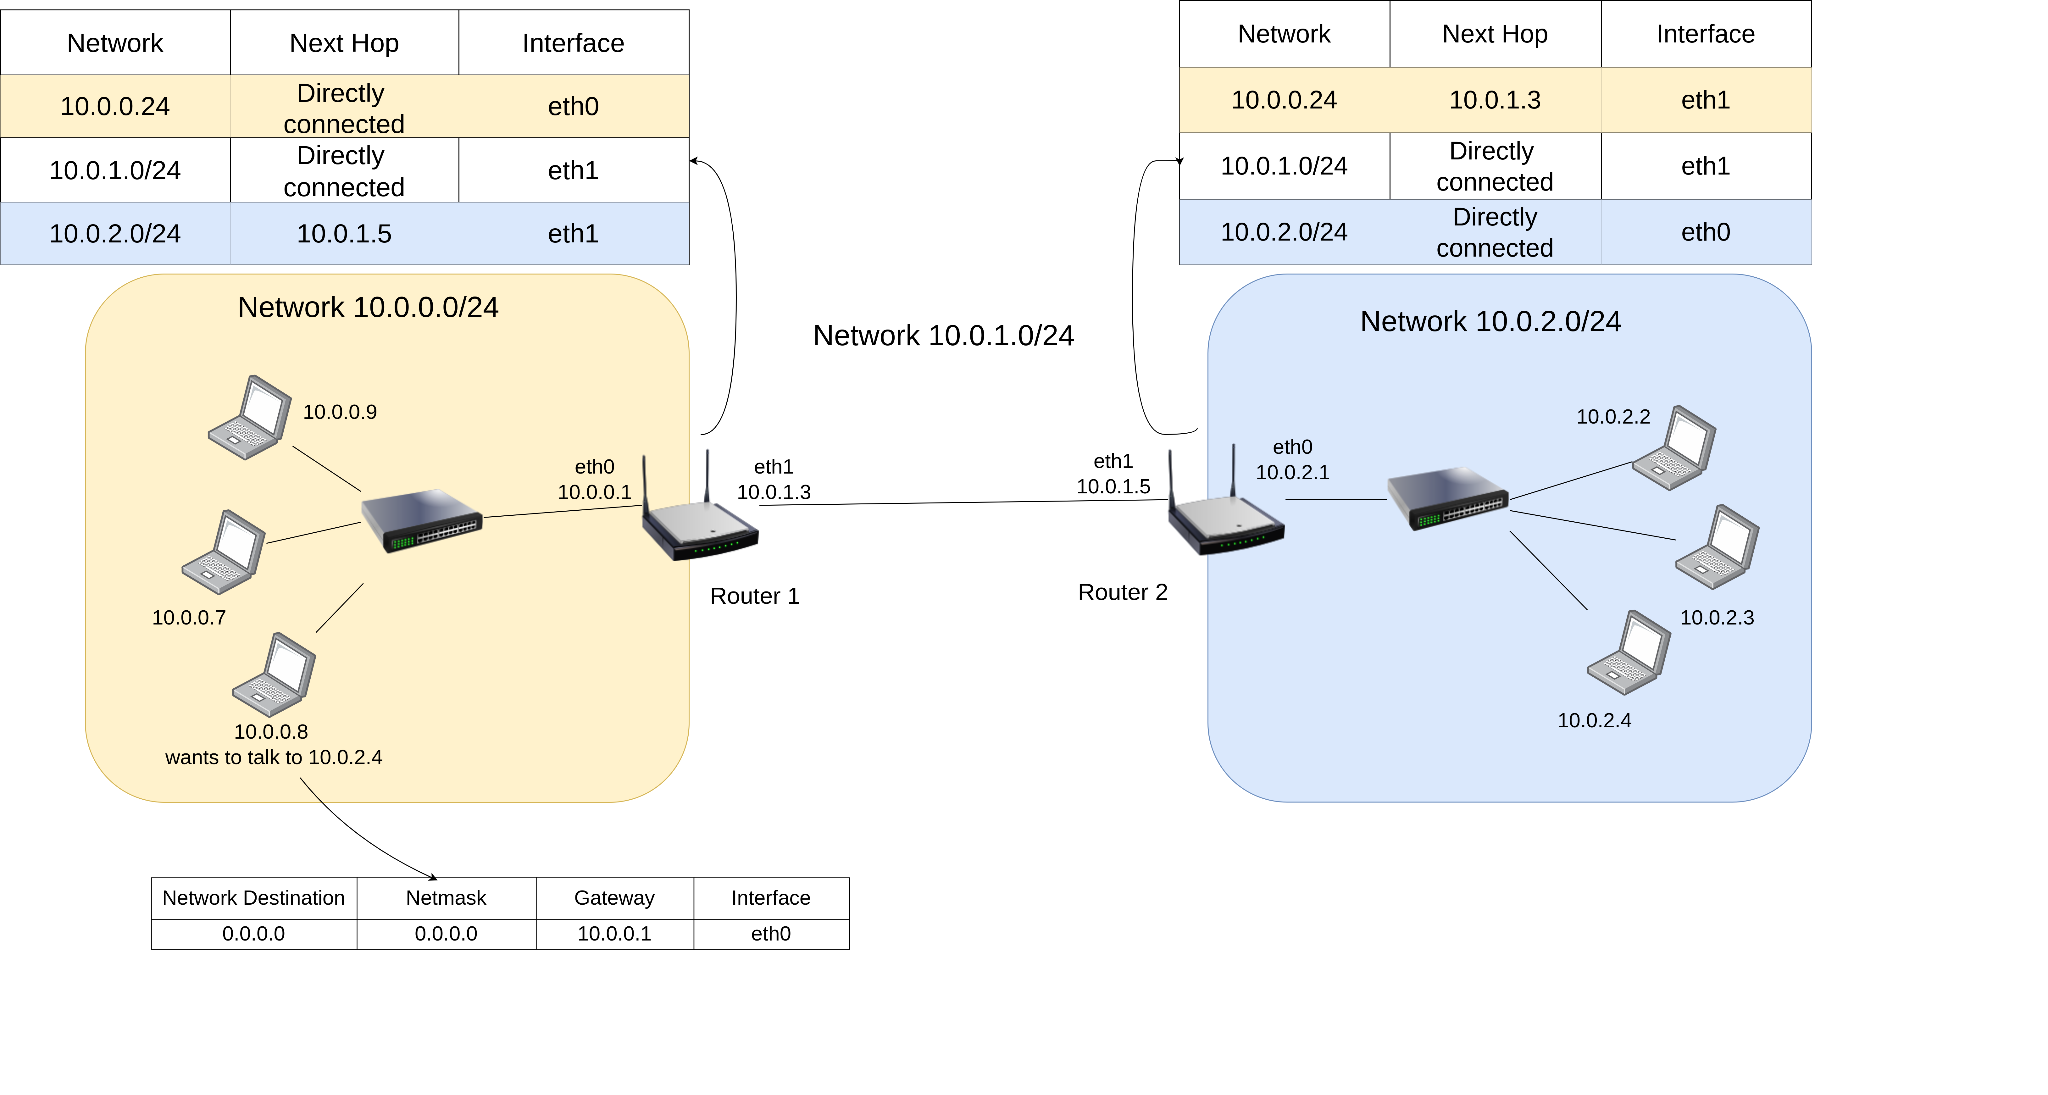 Network Next Hop Interface
10.0.0.24 Directly connected eth0
10.0.1.0/24 Directly connected eth1
10.0.2.0/24 10.0.1.5 eth1
Network Next Hop Interface
10.0.0.24 10.0.1.3 eth1
10.0.1.0/24 Directly connected eth1
10.0.2.0/24 Directly connected eth0
Network 10.0.0.0/24
10.0.0.9
10.0.0.7
10.0.0.8
wants to talk to 10.0.2.4
eth0
10.0.0.1
eth1
10.0.1.3
Router 1
Network 10.0.1.0/24
eth1
10.0.1.5
Router 2
Network 10.0.2.0/24
eth0
10.0.2.1
10.0.2.2
10.0.2.3
10.0.2.4
Network Destination Netmask Gateway Interface
0.0.0.0 0.0.0.0 10.0.0.1 eth0